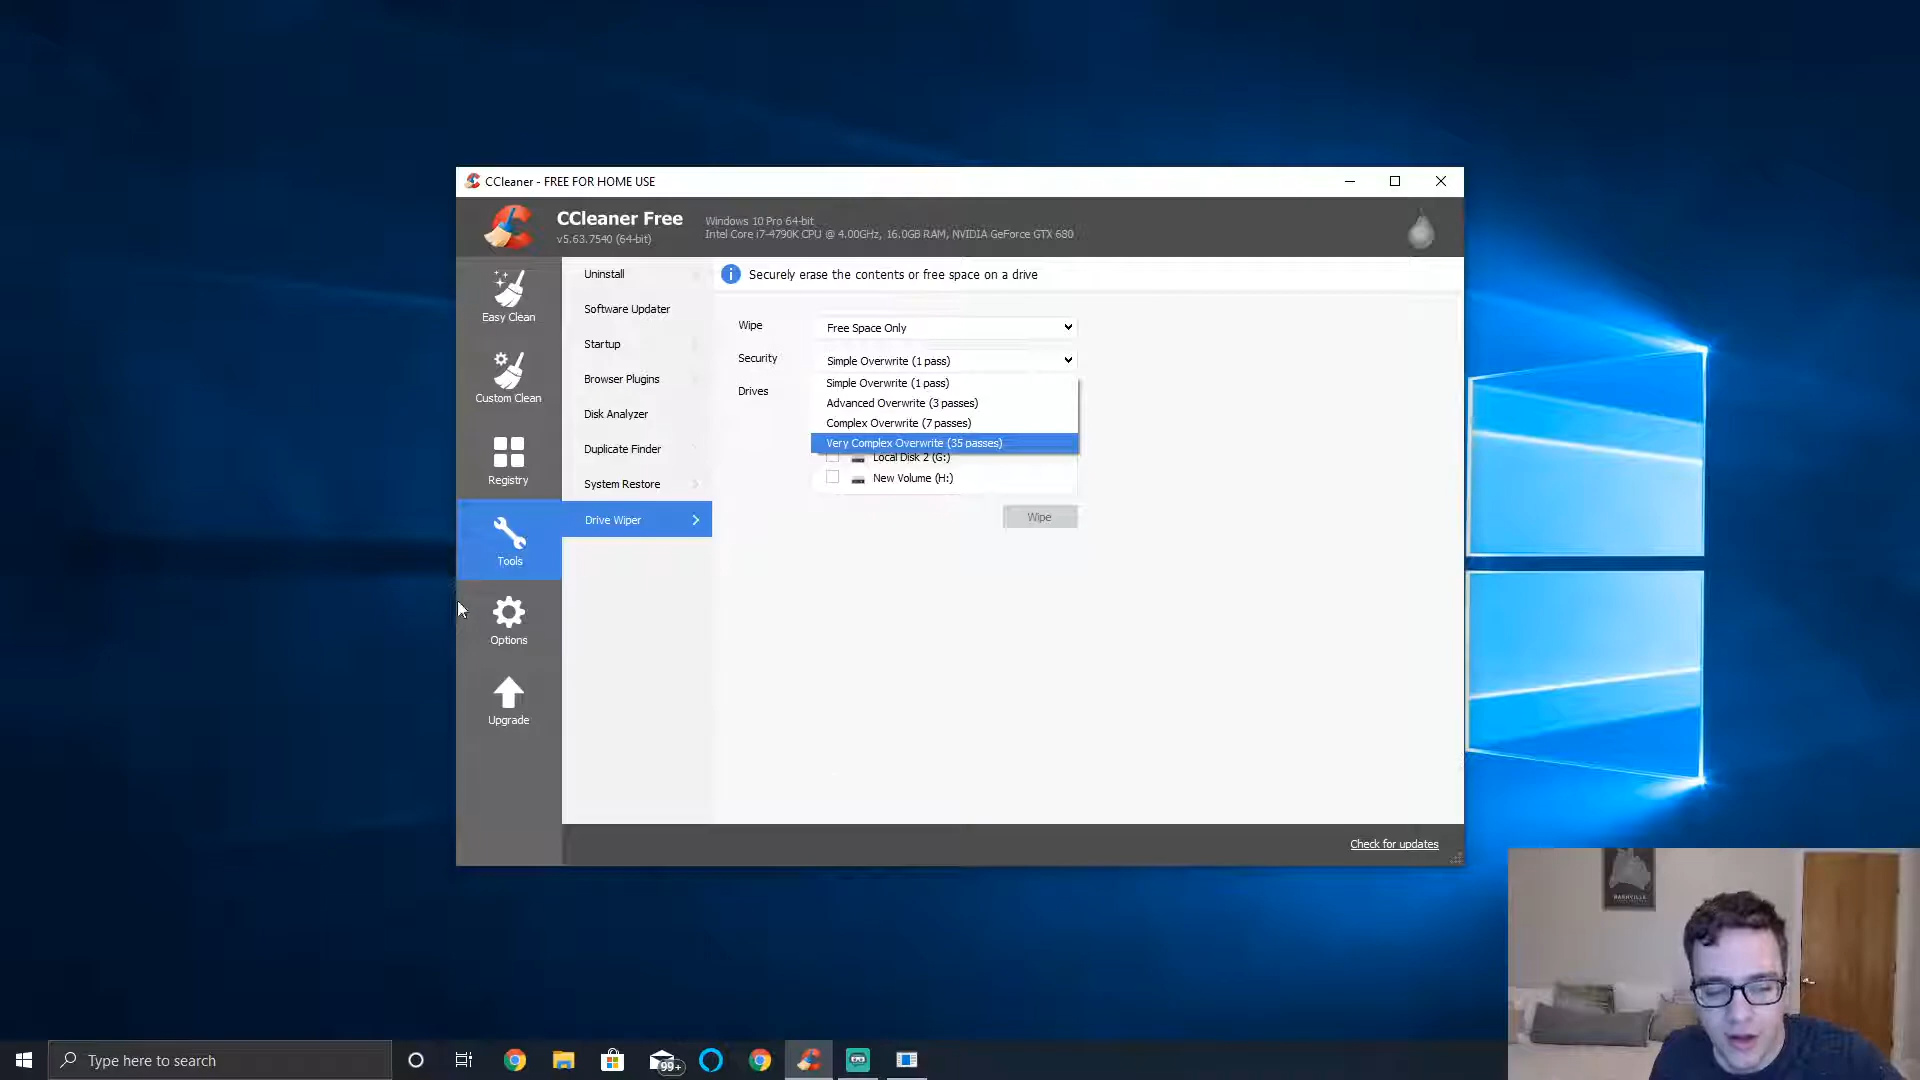 CCleaner - FREE FOR HOME USE
CCleaner Free
v5.63.7540 (64-bit)
Windows 10 Pro 64-bit
Intel Core i7-4790K CPU @ 4.00GHz, 16.0GB RAM, NVIDIA GeForce GTX 680
Easy Clean
Custom Clean
Registry
Tools
Options
Upgrade
Uninstall
Software Updater
Startup
Browser Plugins
Disk Analyzer
Duplicate Finder
System Restore
Drive Wiper
Securely erase the contents or free space on a drive
Wipe
Free Space Only
Security
Simple Overwrite (1 pass)
Drives
Simple Overwrite (1 pass)
Advanced Overwrite (3 passes)
Complex Overwrite (7 passes)
Very Complex Overwrite (35 passes)
Local Disk 2 (G:)
New Volume (H:)
Wipe
Check for updates
NASHVILLE
Type here to search
99+